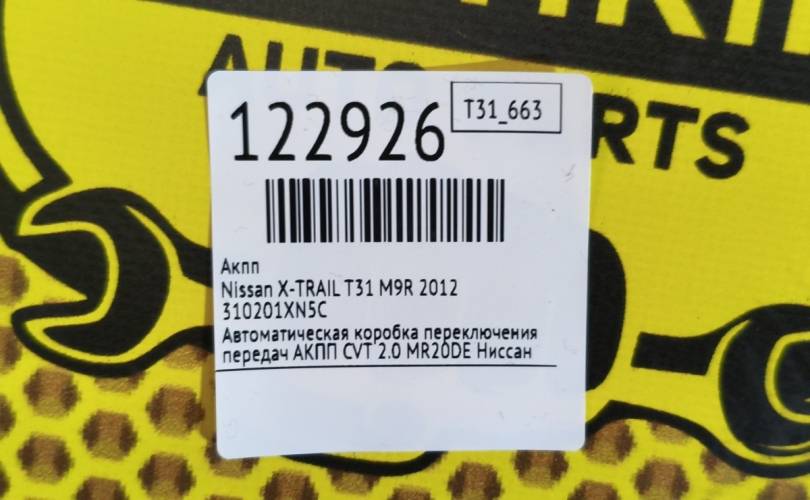 AUTO PARTS
122926
T31_663
Акпп
Nissan X-TRAIL T31 M9R 2012
310201XN5C
Автоматическая коробка переключения
передач АКПП CVT 2.0 MR20DE Ниссан